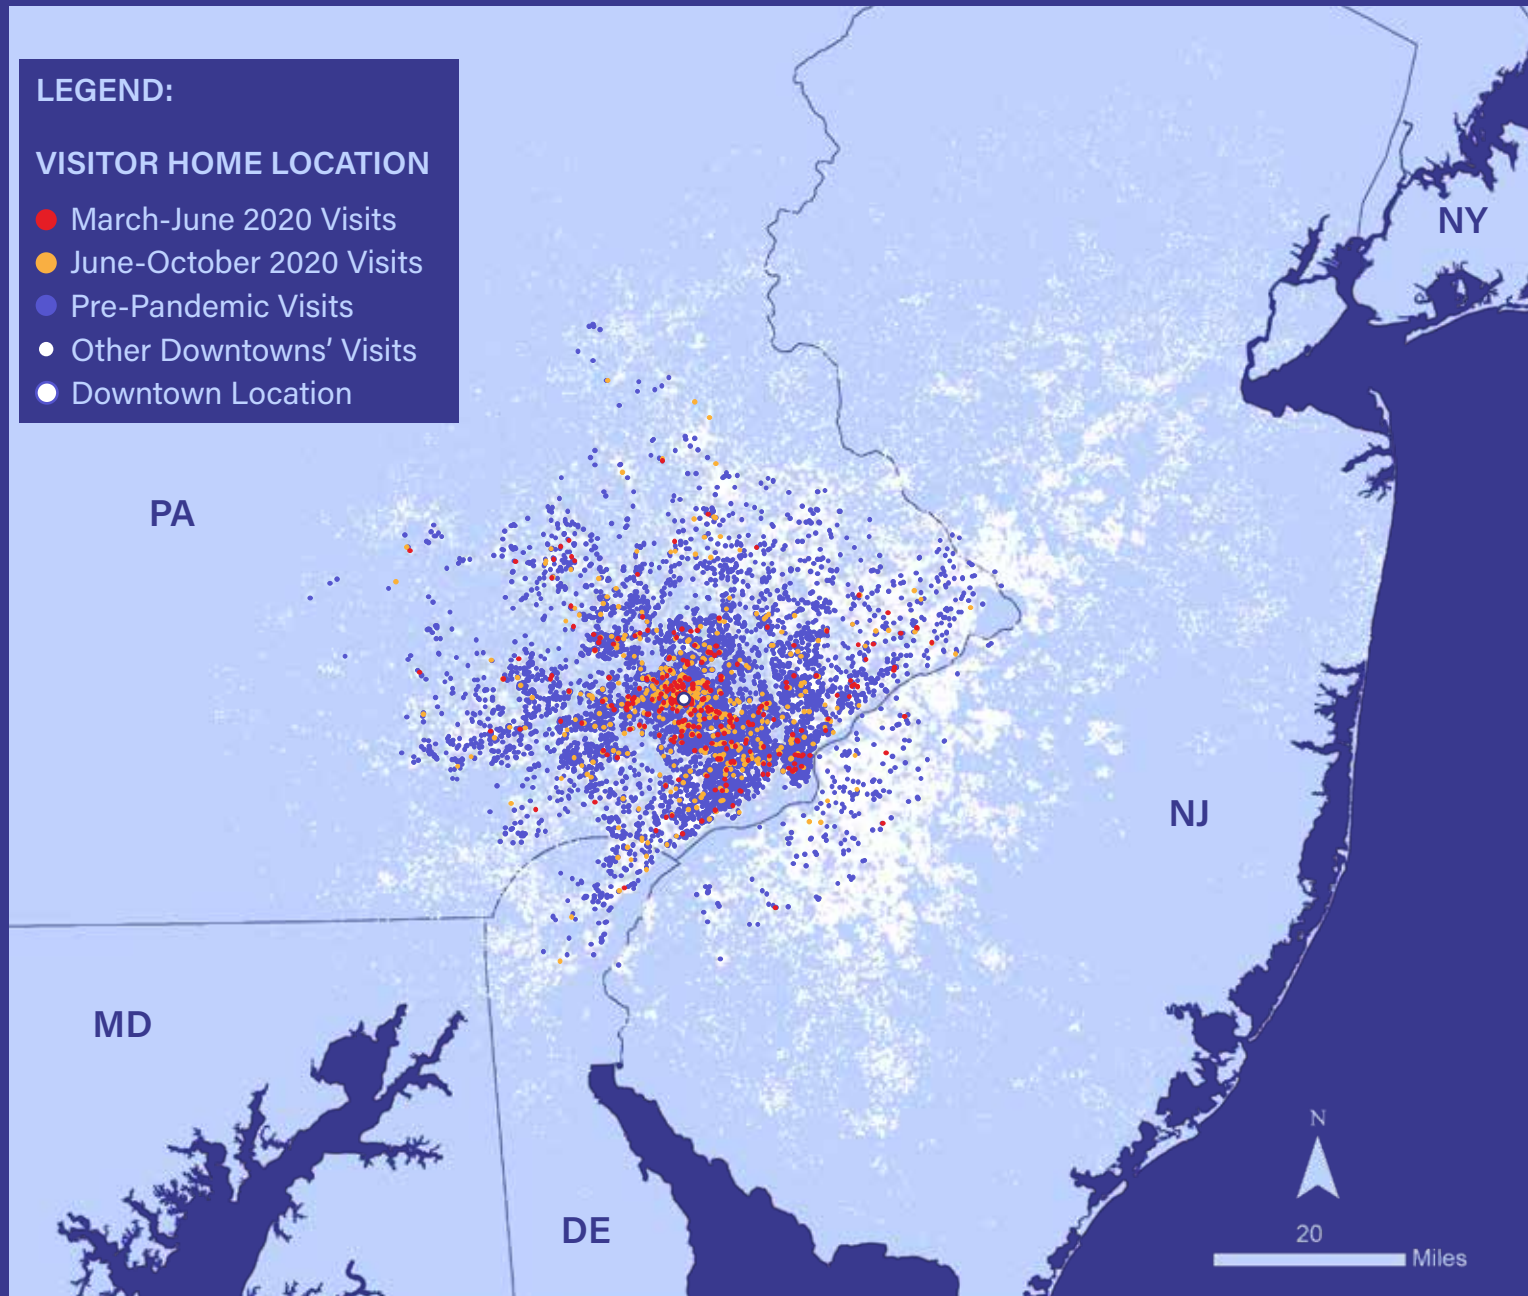 LEGEND:
VISITOR HOME LOCATION
March-June 2020 Visits
June-October 2020 Visits
Pre-Pandemic Visits
Other Downtowns’ Visits
Downtown Location
NY
PA
NJ
MD
DE
N
20
Miles